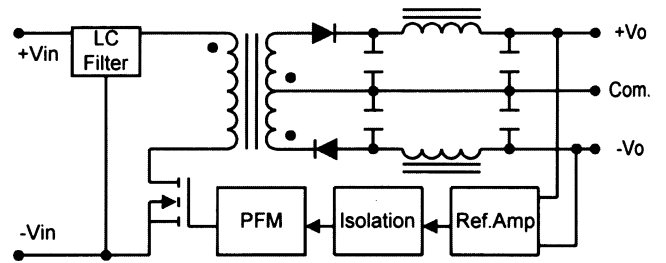 +Vin
LC
Filter
+Vo
Com.
-Vo
-Vin
PFM
Isolation
Ref.Amp